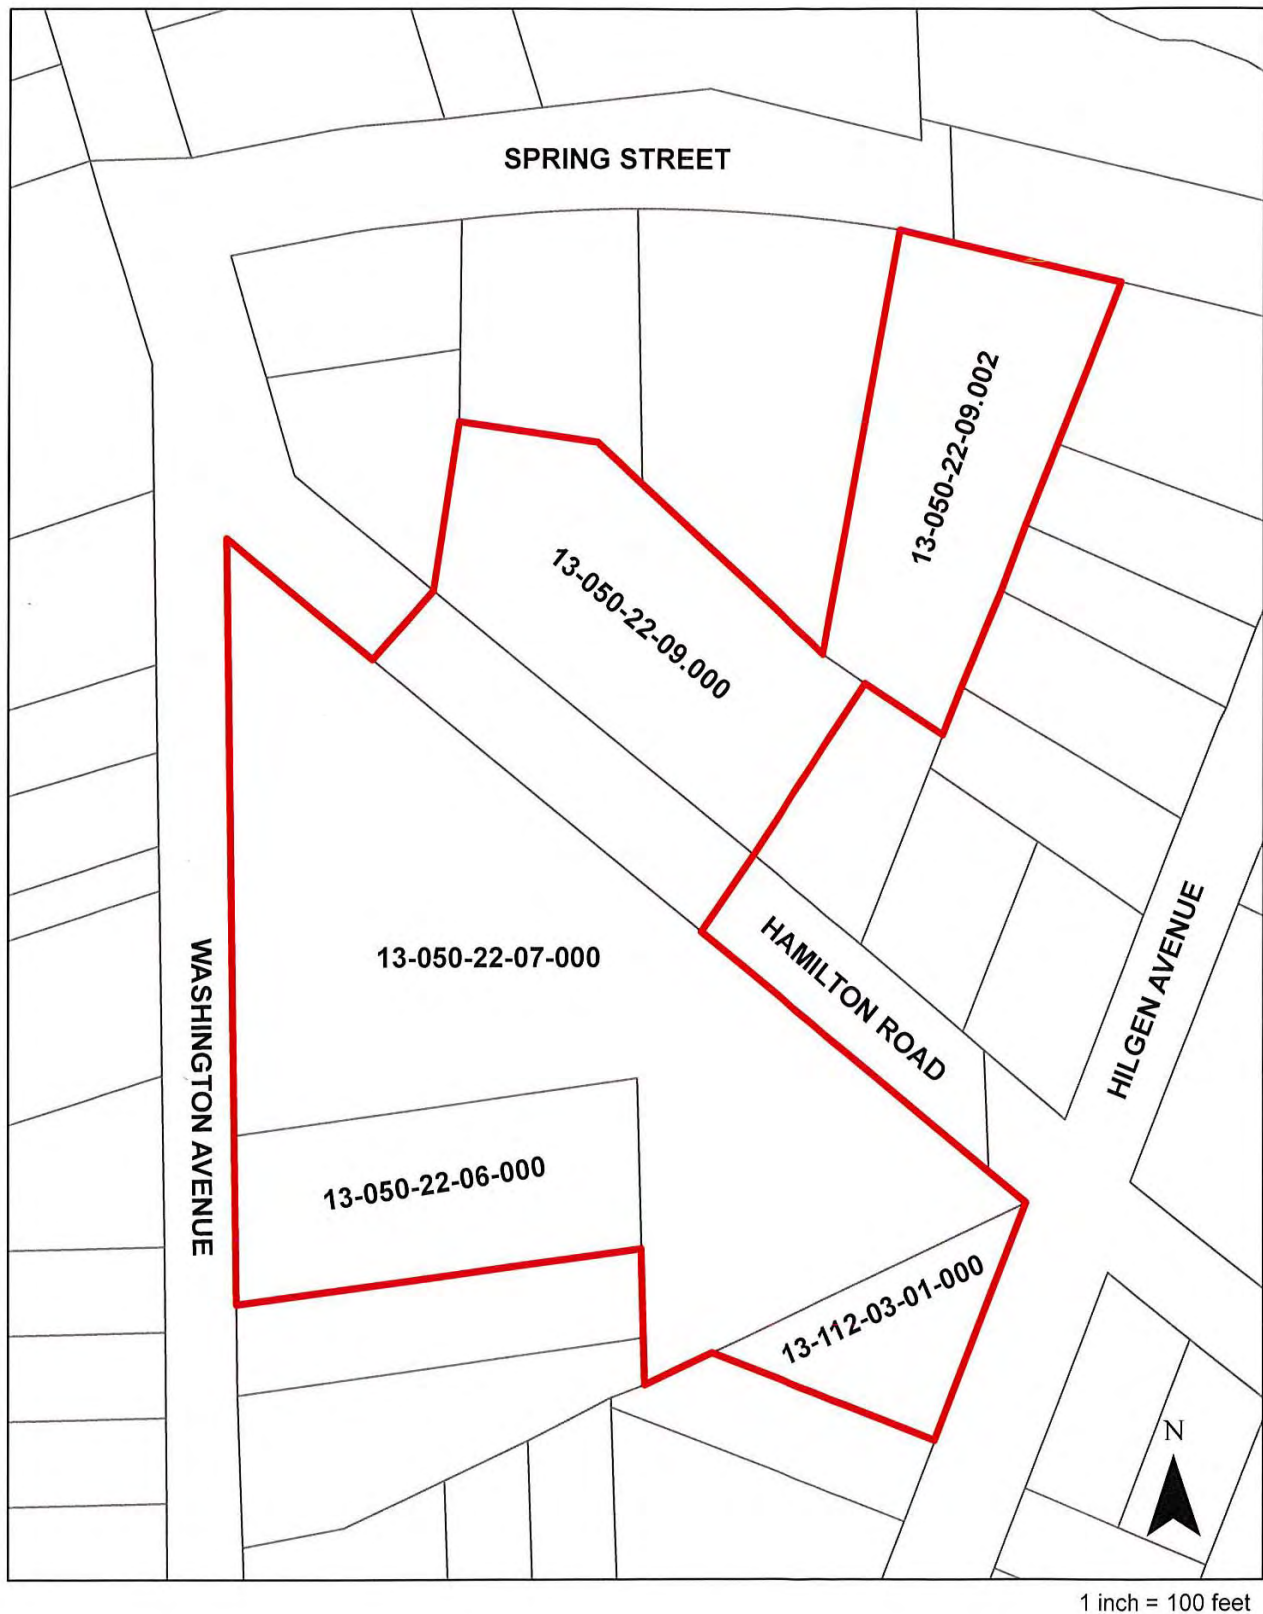 SPRING STREET
13-050-22-09.002
13-050-22-09.000
WASHINGTON AVENUE
13-050-22-07-000
HAMILTON ROAD
HILGEN AVENUE
13-050-22-06-000
13-112-03-01-000
N
1 inch = 100 feet